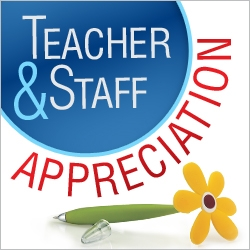 TEACHER
& STAFF
APPRECIATION